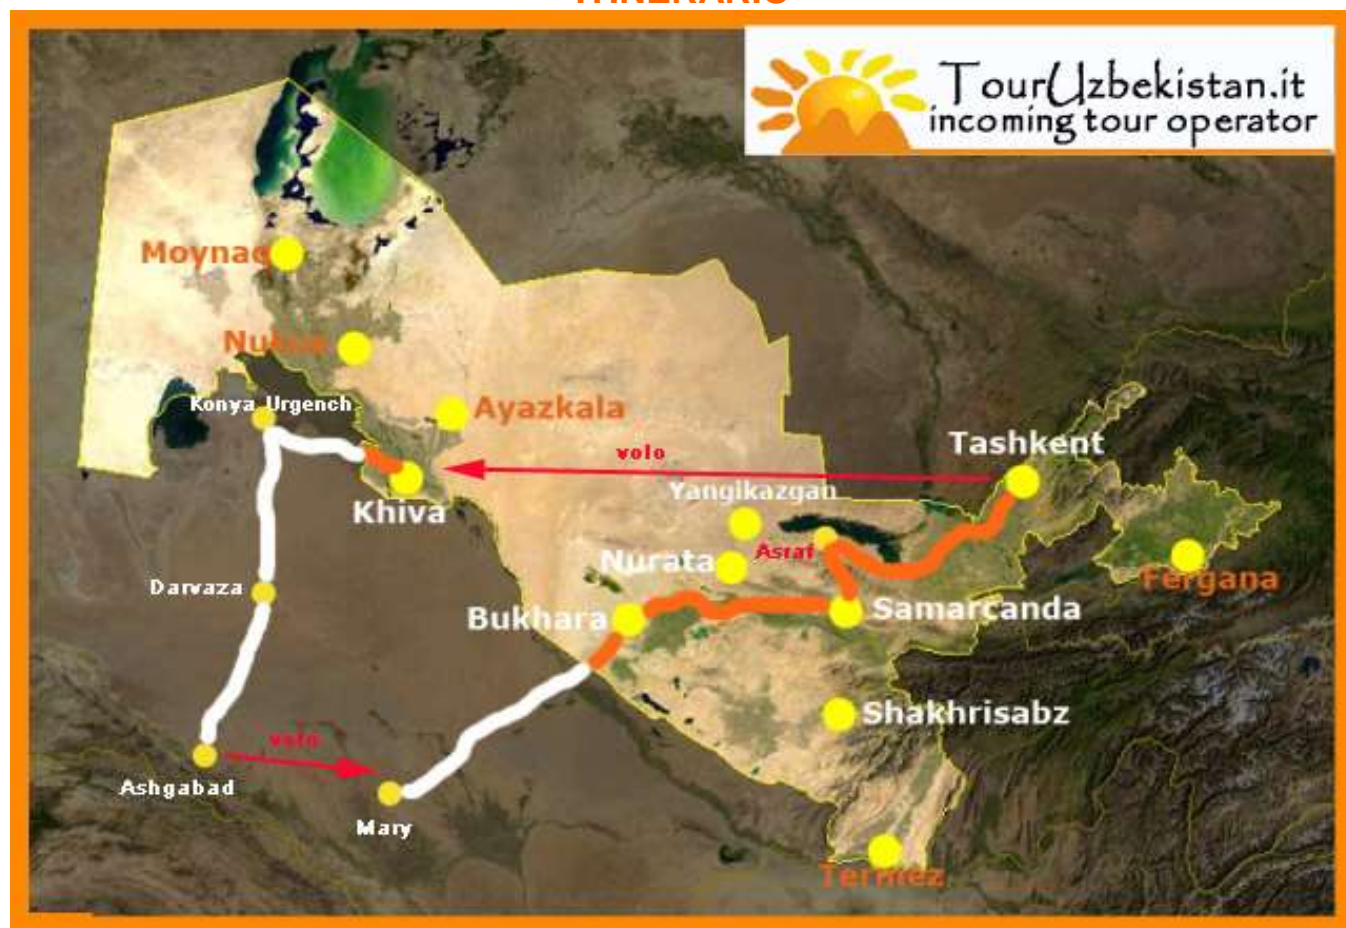 ITINERARIO
TourUzbekistan.it
incoming tour operator
Moynaq
Nukus
Konya Urgench
Ayazkala
Khiva
volo
Tashkent
Yangikazgan
Nurata
Asraf
Fergana
Darvaza
Bukhara
Samarcanda
Shakhrisabz
volo
Ashgabad
Mary
Termez